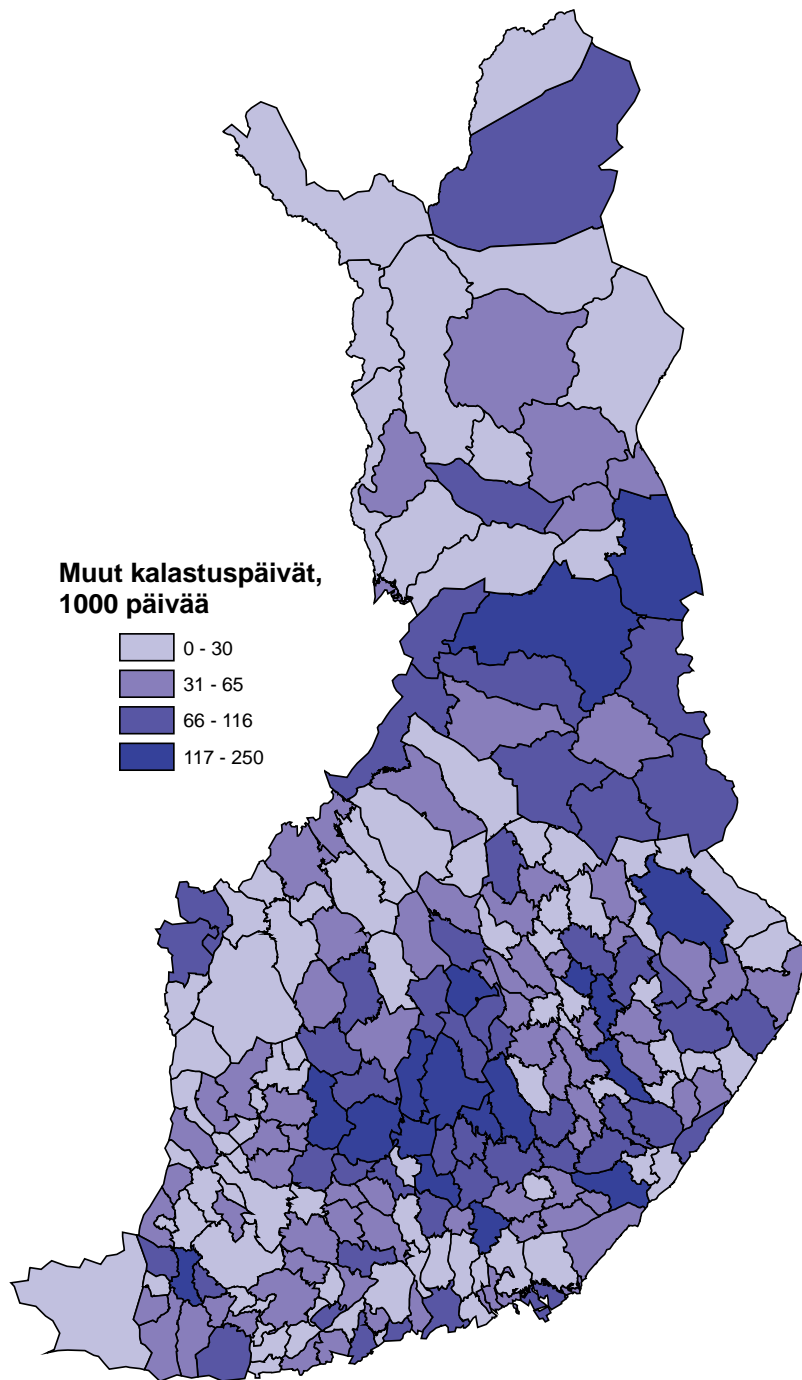 Muut kalastuspäivät,
1000 päivää
0 - 30
31 - 65
66 - 116
117 - 250